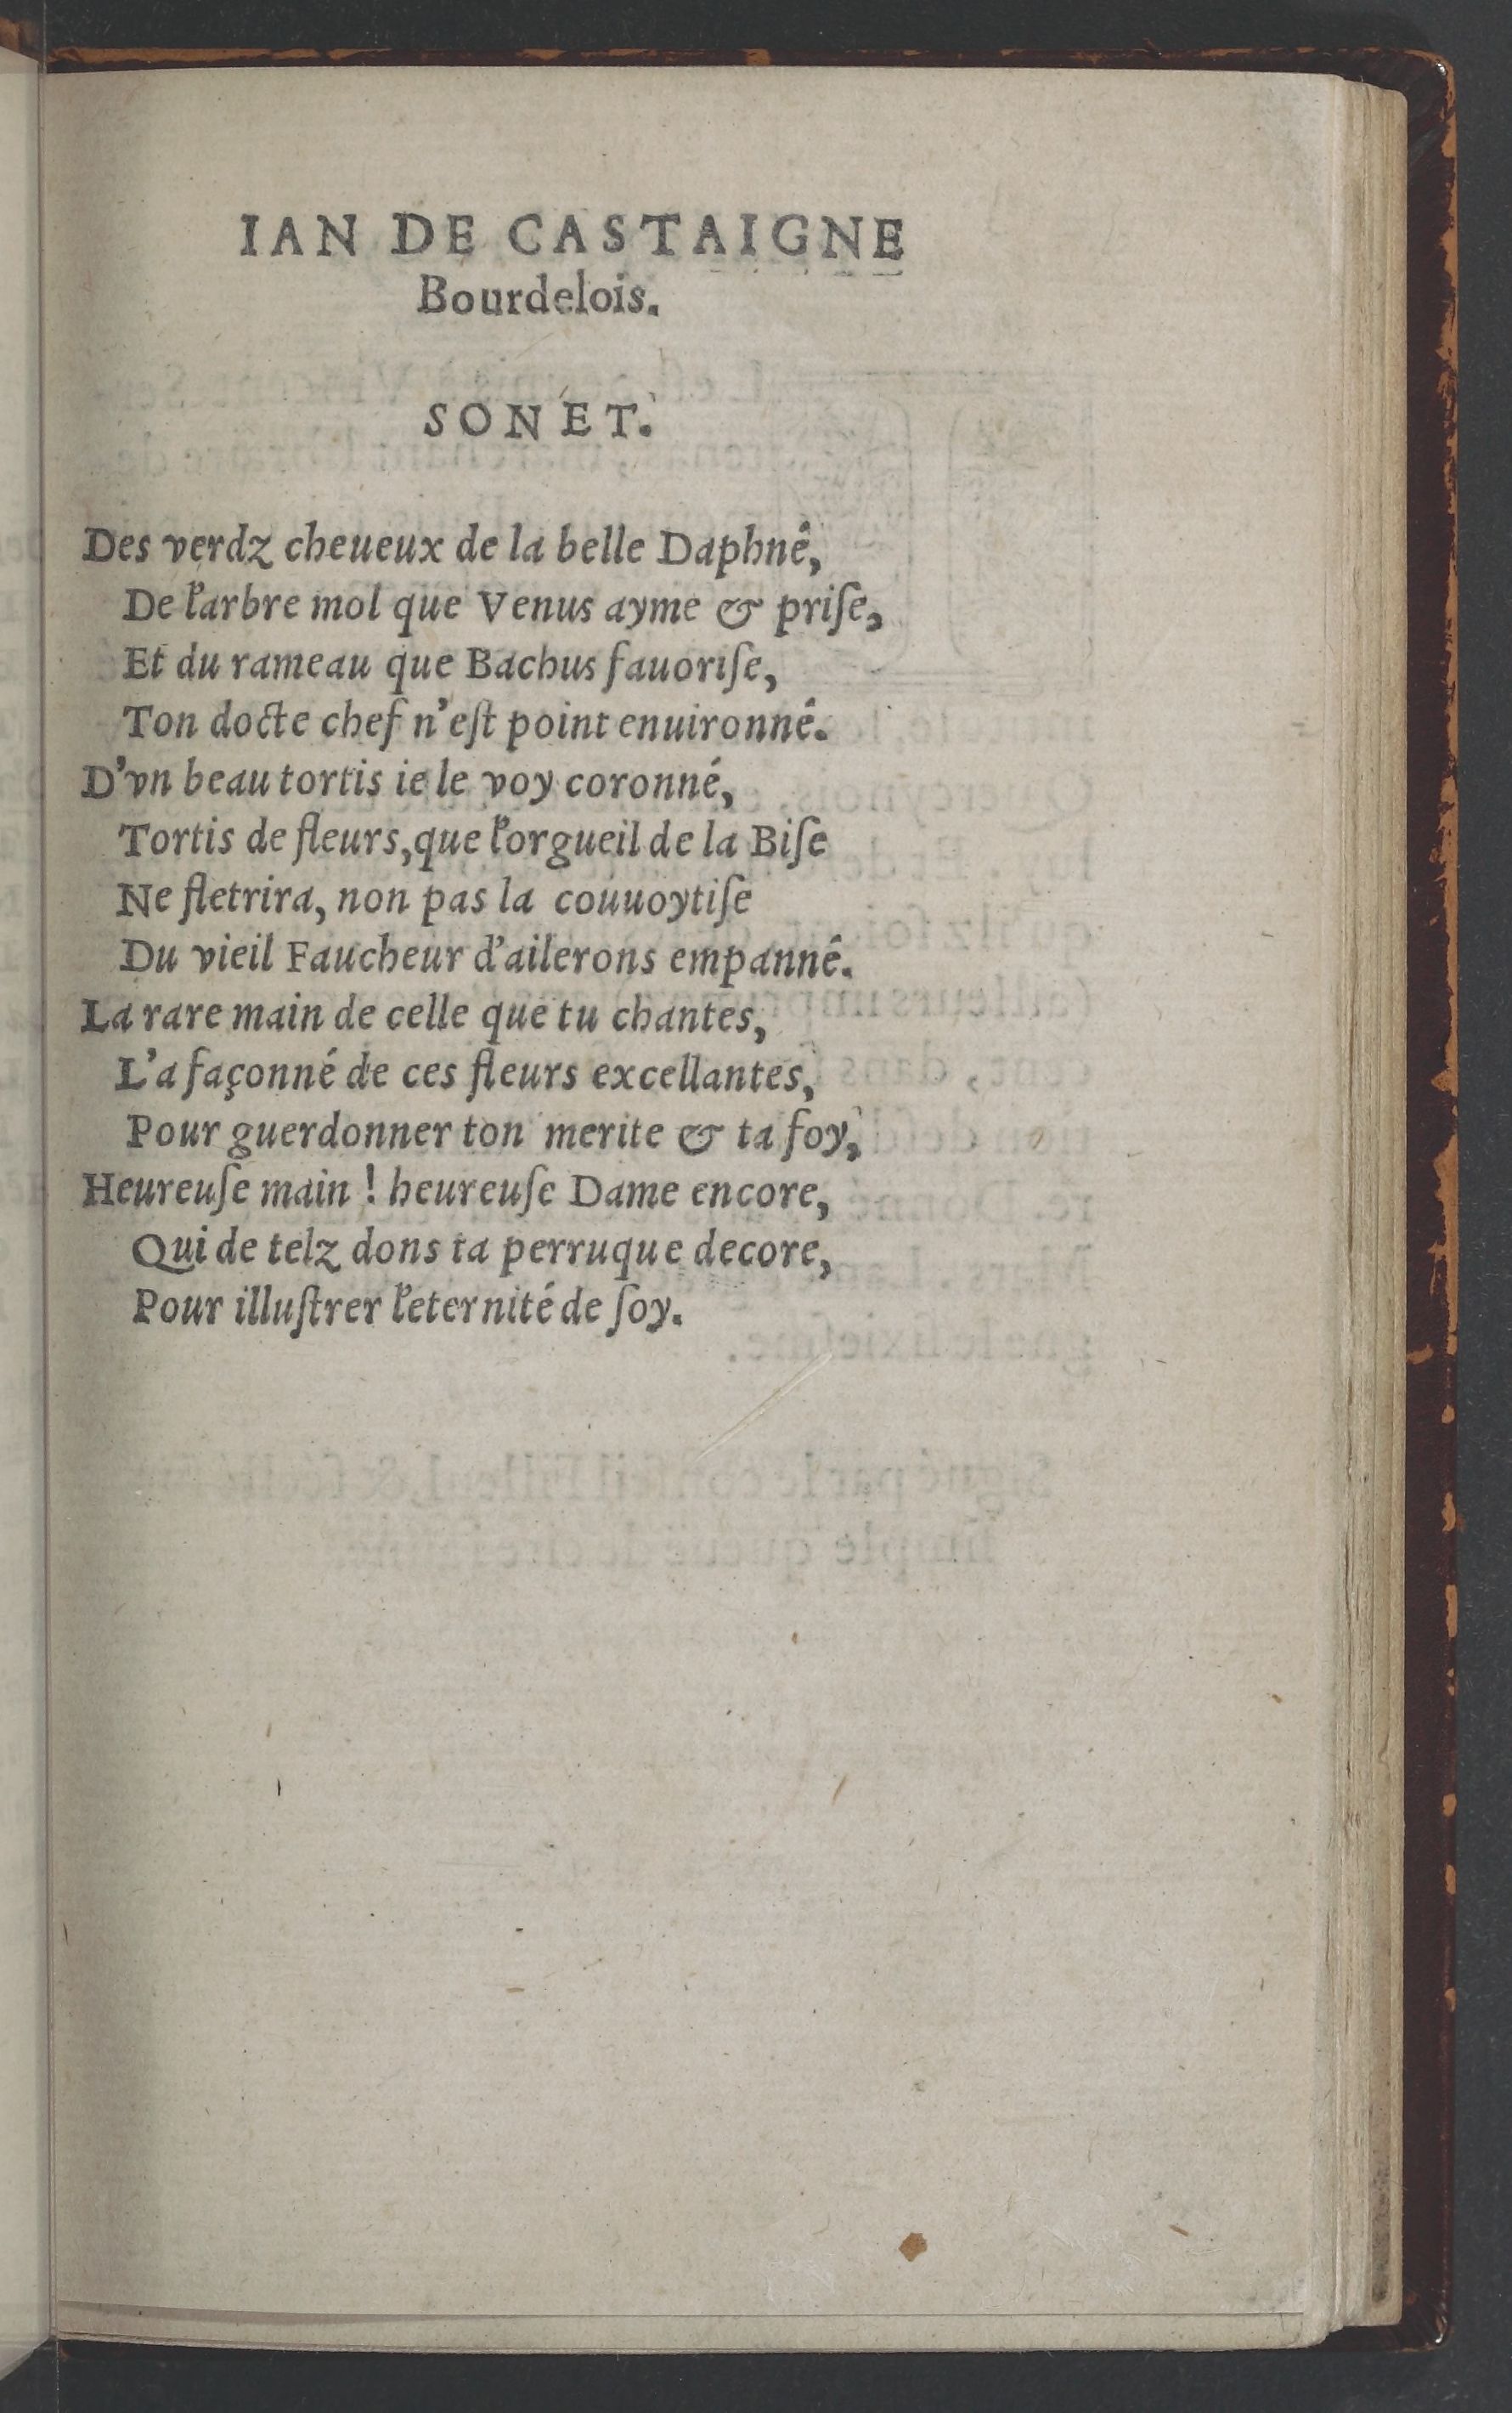 IAN DE CASTAIGNE
Bourdelois.
SONET.
Des verdz cheueux de la belle Daphné,
De l'arbre mol que Venus ayme & priſe,
Et du rameau que Bachus fauoriſe,
Ton docte chef n'eſt point enuironné.
D'vn beau tortis ie le voy coronné,
Tortis de fleurs, que l'orgueil de la Biſe
Ne fletrira, non pas la couuoytiſe
Du vieil Faucheur d'ailerons empanné.
La rare main de celle que tu chantes,
L'a façonné de ces fleurs excellantes,
Pour guerdonner ton merite & ta foy,
Heureuſe main ! heureuſe Dame encore,
Qui de telz dons ta perruque decore,
Pour illuſtrer l'eternité de ſoy.